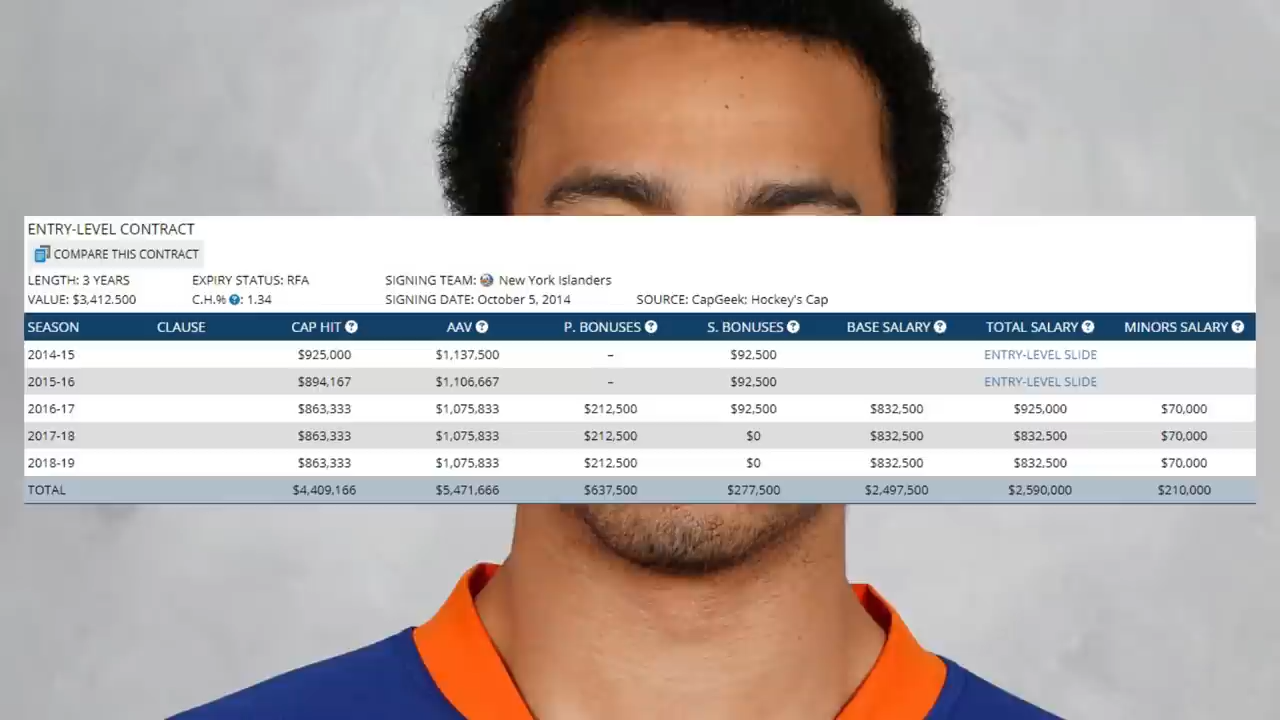 ENTRY-LEVEL CONTRACT
COMPARE THIS CONTRACT
LENGTH: 3 YEARS EXPIRY STATUS: RFA SIGNING TEAM: New York Islanders
VALUE: $3,412.500 C.H.% ?: 1.34 SIGNING DATE: October 5, 2014 SOURCE: CapGeek; Hockey's Cap
SEASON CLAUSE CAP HIT ? AAV ? P. BONUSES ? S. BONUSES ? BASE SALARY ? TOTAL SALARY ? MINORS SALARY ?
2014-15 $925,000 $1,137,500 – $92,500 ENTRY-LEVEL SLIDE
2015-16 $894,167 $1,106,667 – $92,500 ENTRY-LEVEL SLIDE
2016-17 $863,333 $1,075,833 $212,500 $92,500 $832,500 $925,000 $70,000
2017-18 $863,333 $1,075,833 $212,500 $0 $832,500 $832,500 $70,000
2018-19 $863,333 $1,075,833 $212,500 $0 $832,500 $832,500 $70,000
TOTAL $4,409,166 $5,471,666 $637,500 $277,500 $2,497,500 $2,590,000 $210,000